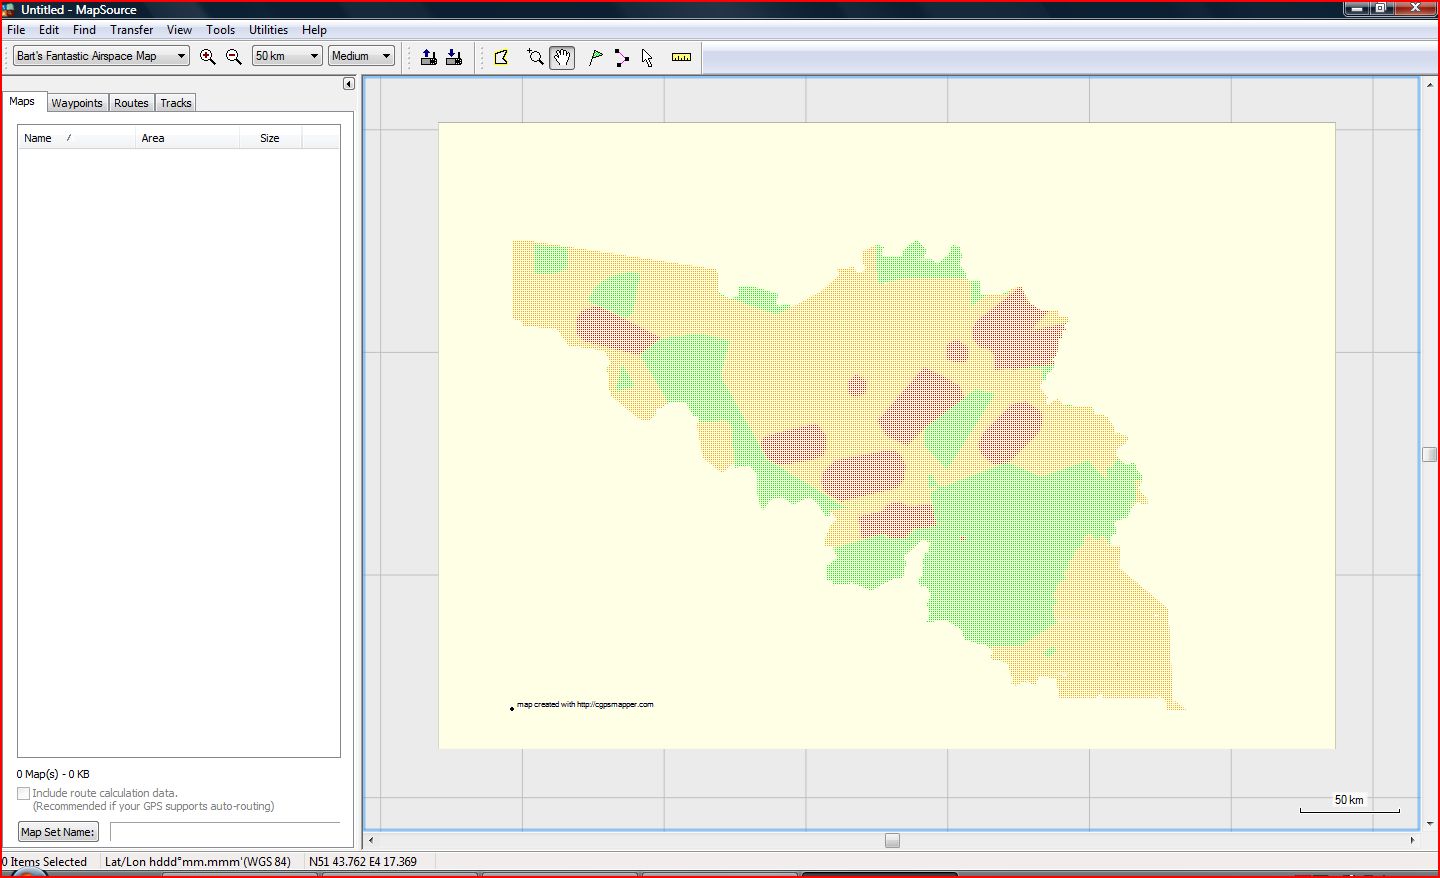 Untitled - MapSource
File Edit Find Transfer View Tools Utilities Help
Bart's Fantastic Airspace Map 50 km Medium
Maps Waypoints Routes Tracks
Name / Area Size
map created with http://cgpsmapper.com
0 Map(s) - 0 KB
Include route calculation data.
(Recommended if your GPS supports auto-routing)
50 km
Map Set Name:
0 Items Selected Lat/Lon hddd°mm.mmm'(WGS 84) N51 43.762 E4 17.369